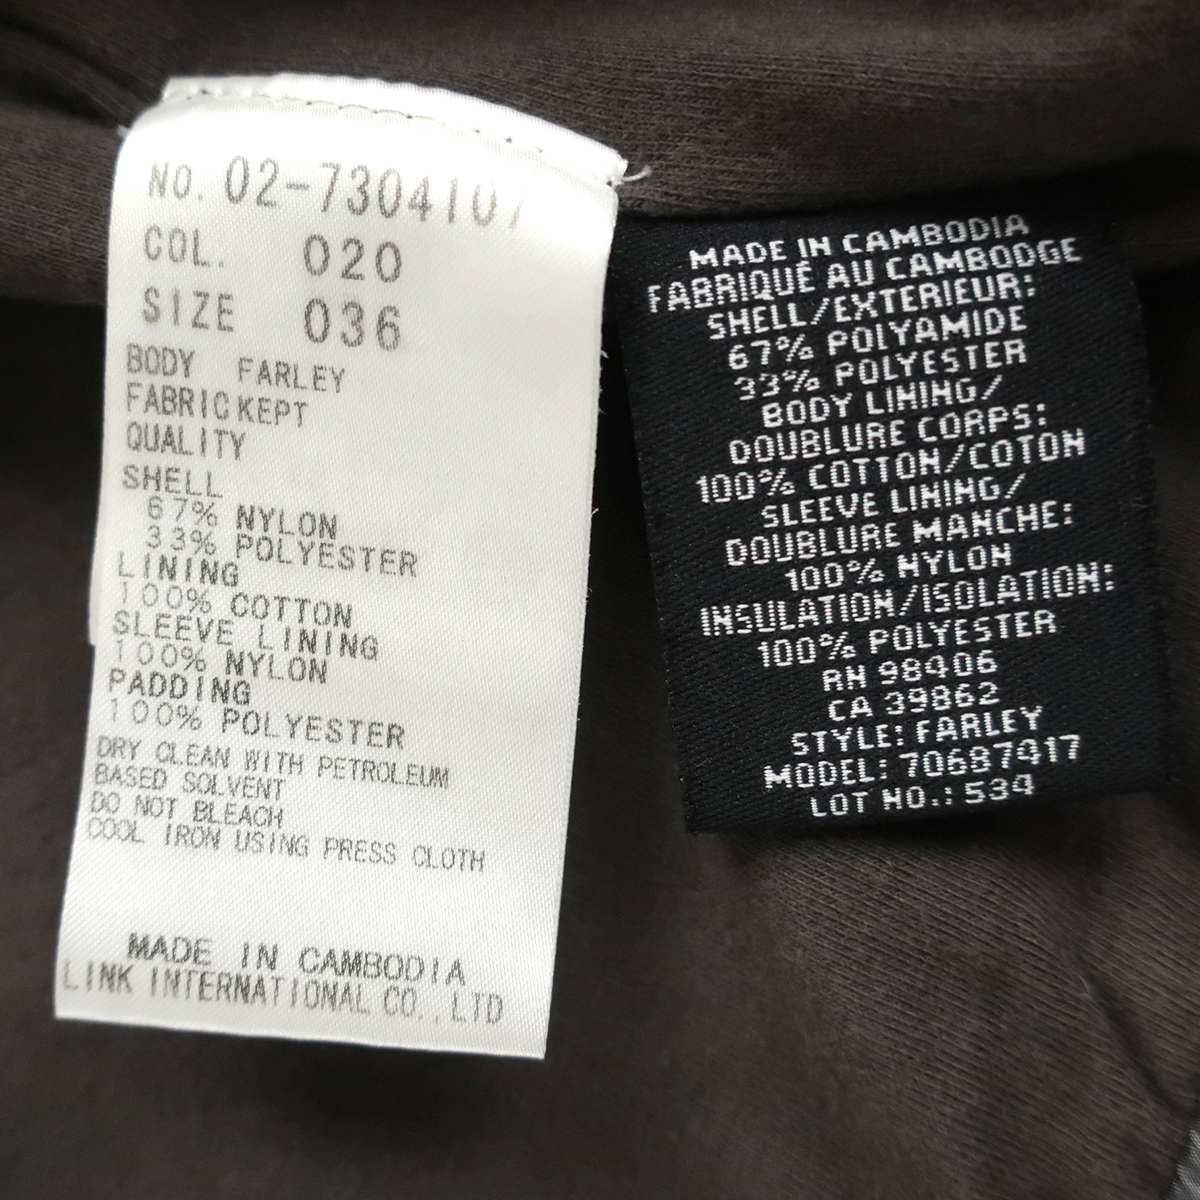 NO. 02-7304107
COL. 020
SIZE 036
BODY FARLEY
FABRIC KEPT
QUALITY
SHELL
67% NYLON
33% POLYESTER
LINING
100% COTTON
SLEEVE LINING
100% NYLON
PADDING
100% POLYESTER
DRY CLEAN WITH PETROLEUM
BASED SOLVENT
DO NOT BLEACH
COOL IRON USING PRESS CLOTH
MADE IN CAMBODIA
LINK INTERNATIONAL CO., LTD
MADE IN CAMBODIA
FABRIQUÉ AU CAMBODGE
SHELL/EXTERIEUR:
67% POLYAMIDE
33% POLYESTER
BODY LINING/
DOUBLURE CORPS:
100% COTTON/COTON
SLEEVE LINING/
DOUBLURE MANCHE:
100% NYLON
INSULATION/ISOLATION:
100% POLYESTER
RN 98406
CA 39862
STYLE: FARLEY
MODEL: 70687417
LOT NO.: 534